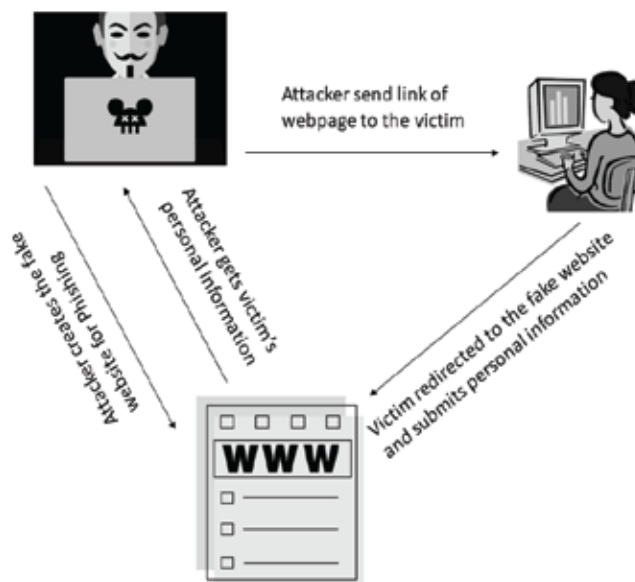 Attacker send link of
webpage to the victim
Attacker gets victim's
personal information
Attacker creates the fake
website for Phishing
Victim redirected to the fake website
and submits personal information
WWW